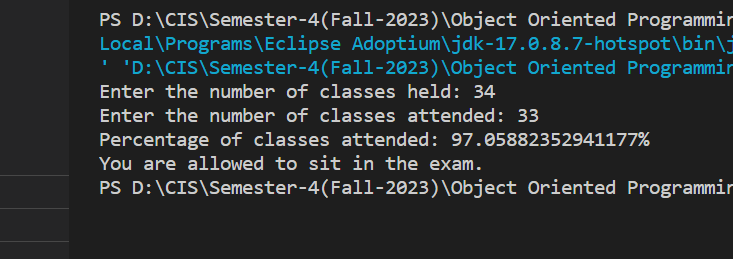 PS D:\CIS\Semester-4(Fall-2023)\Object Oriented
Local\Programs\Eclipse Adoptium\jdk-17.0.8.7-hotspot\bin\
' 'D:\CIS\Semester-4(Fall-2023)\Object Oriented
Enter the number of classes held: 34
Enter the number of classes attended: 33
Percentage of classes attended: 97.05882352941177%
You are allowed to sit in the exam.
PS D:\CIS\Semester-4(Fall-2023)\Object Oriented